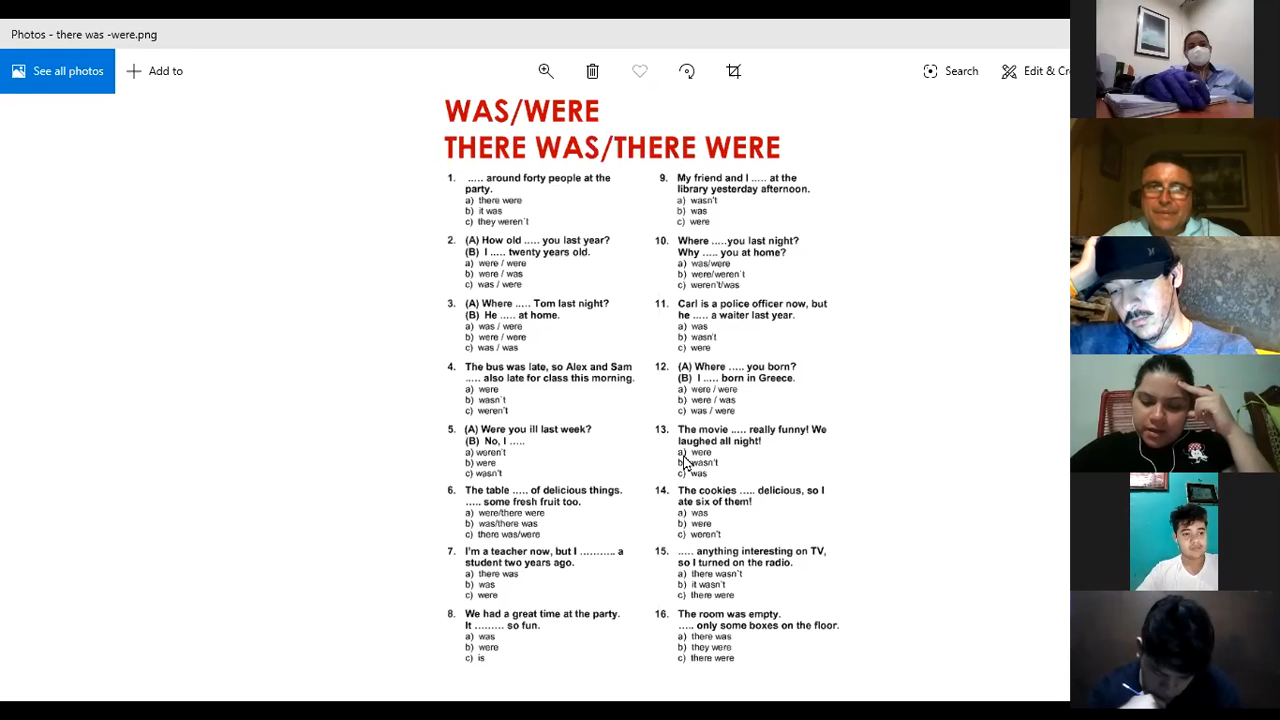 Photos - there was -were.png
See all photos
Add to
Search
Edit & Cr
WAS/WERE
THERE WAS/THERE WERE
1. ..... around forty people at the
party.
a) there were
b) it was
c) they weren`t
2. (A) How old ..... you last year?
(B) I ..... twenty years old.
a) were / were
b) were / was
c) was / were
3. (A) Where ..... Tom last night?
(B) He ..... at home.
a) was / were
b) were / were
c) was / was
4. The bus was late, so Alex and Sam
..... also late for class this morning.
a) were
b) wasn`t
c) weren't
5. (A) Were you ill last week?
(B) No, I .....
a) weren't
b) were
c) wasn't
6. The table ..... of delicious things.
..... some fresh fruit too.
a) were/there were
b) was/there was
c) there was/were
7. I'm a teacher now, but I .......... a
student two years ago.
a) there was
b) was
c) were
8. We had a great time at the party.
It ......... so fun.
a) was
b) were
c) is
9. My friend and I ..... at the
library yesterday afternoon.
a) wasn't
b) was
c) were
10. Where .....you last night?
Why ..... you at home?
a) was/were
b) were/weren`t
c) weren't/was
11. Carl is a police officer now, but
he ..... a waiter last year.
a) was
b) wasn't
c) were
12. (A) Where ..... you born?
(B) I ..... born in Greece.
a) were / were
b) were / was
c) was / were
13. The movie ..... really funny! We
laughed all night!
a) were
b) wasn't
c) was
14. The cookies ..... delicious, so I
ate six of them!
a) was
b) were
c) weren't
15. ..... anything interesting on TV,
so I turned on the radio.
a) there wasn`t
b) it wasn't
c) there were
16. The room was empty.
..... only some boxes on the floor.
a) there was
b) they were
c) there were